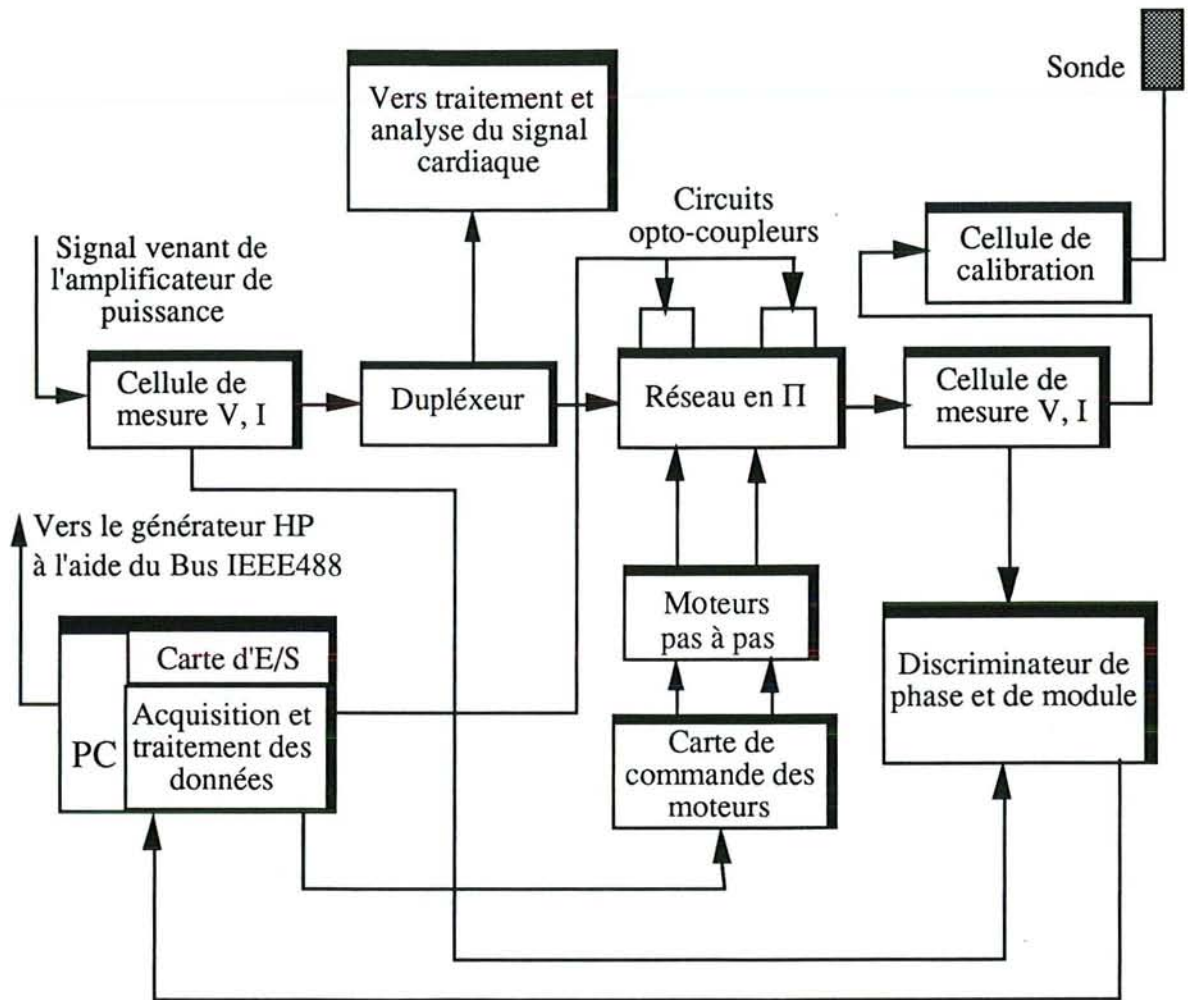 Sonde
Vers traitement et
analyse du signal
cardiaque
Circuits
opto-coupleurs
Signal venant de
l'amplificateur de
puissance
Cellule de
calibration
Cellule de
mesure V, I
Dupléxeur
Réseau en Π
Cellule de
mesure V, I
Vers le générateur HP
à l'aide du Bus IEEE488
Moteurs
pas à pas
PC
Carte d'E/S
Acquisition et
traitement des
données
Discriminateur de
phase et de module
Carte de
commande des
moteurs